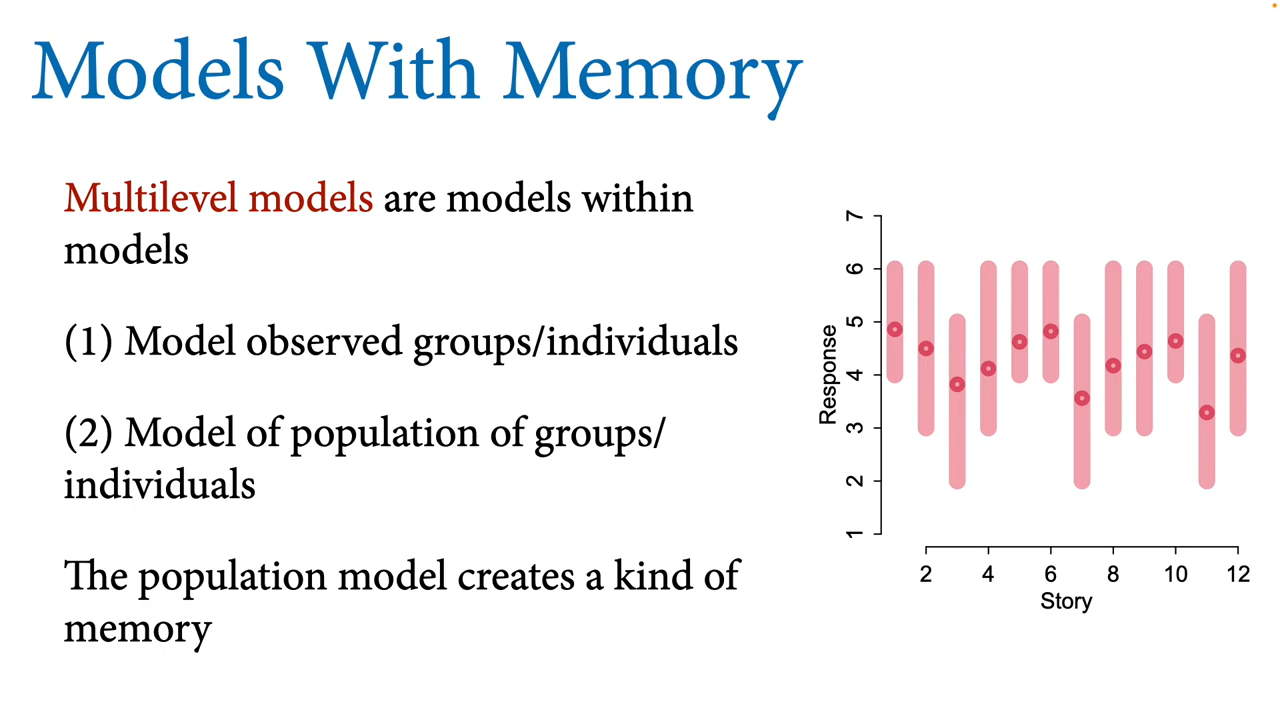 Models With Memory
Multilevel models are models within
models
(1) Model observed groups/individuals
(2) Model of population of groups/
individuals
The population model creates a kind of
memory
7
6
5
4
3
2
1
Response
2 4 6 8 10 12
Story